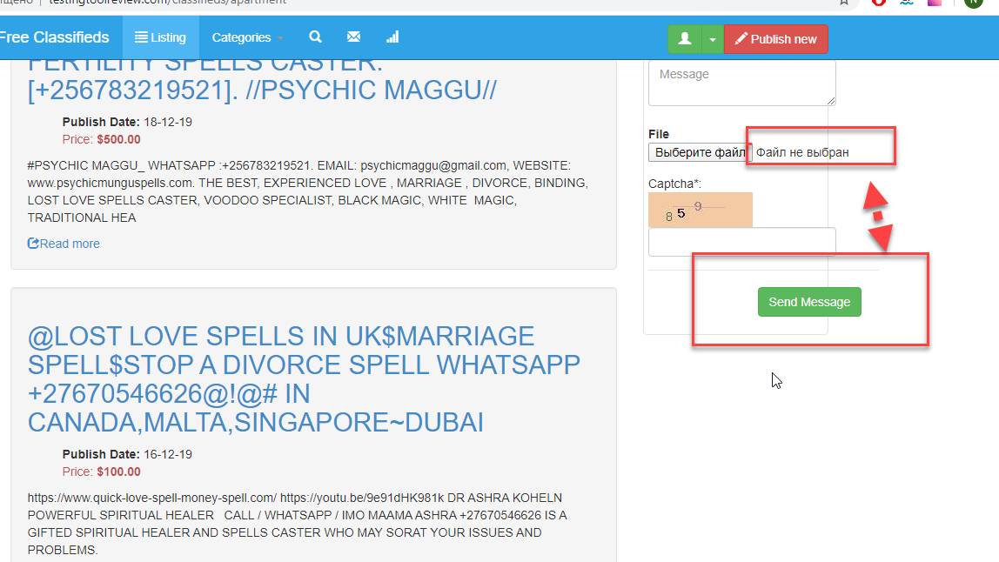 щищено | testingtoolreview.com/classifieds/apartment
N
Free Classifieds Listing Categories Publish new
FERTILITY SPELLS CASTER.
[+256783219521]. //PSYCHIC MAGGU//
Publish Date: 18-12-19
Price: $500.00
#PSYCHIC MAGGU_ WHATSAPP :+256783219521. EMAIL: psychicmaggu@gmail.com, WEBSITE:
www.psychicmunguspells.com. THE BEST, EXPERIENCED LOVE , MARRIAGE , DIVORCE, BINDING,
LOST LOVE SPELLS CASTER, VOODOO SPECIALIST, BLACK MAGIC, WHITE MAGIC,
TRADITIONAL HEA
Read more
@LOST LOVE SPELLS IN UK$MARRIAGE
SPELL$STOP A DIVORCE SPELL WHATSAPP
+27670546626@!@# IN
CANADA,MALTA,SINGAPORE~DUBAI
Publish Date: 16-12-19
Price: $100.00
https://www.quick-love-spell-money-spell.com/ https://youtu.be/9e91dHK981k DR ASHRA KOHELN
POWERFUL SPIRITUAL HEALER CALL / WHATSAPP / IMO MAAMA ASHRA +27670546626 IS A
GIFTED SPIRITUAL HEALER AND SPELLS CASTER WHO MAY SORAT YOUR ISSUES AND
PROBLEMS.
Message
File
Выберите файл Файл не выбран
Captcha*:
8 5 9
Send Message